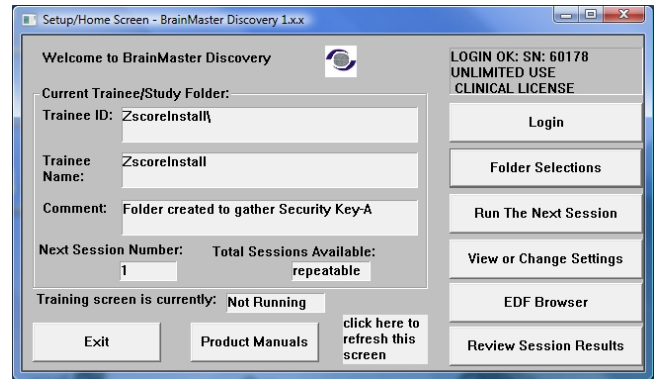 Setup/Home Screen - BrainMaster Discovery 1.x.x
Welcome to BrainMaster Discovery
LOGIN OK: SN: 60178
UNLIMITED USE
CLINICAL LICENSE
Current Trainee/Study Folder:
Trainee ID: ZscoreInstall\
Trainee
Name:
ZscoreInstall
Comment: Folder created to gather Security Key-A
Next Session Number:
Total Sessions Available:
1
repeatable
Training screen is currently: Not Running
Exit
Product Manuals
click here to
refresh this
screen
Login
Folder Selections
Run The Next Session
View or Change Settings
EDF Browser
Review Session Results